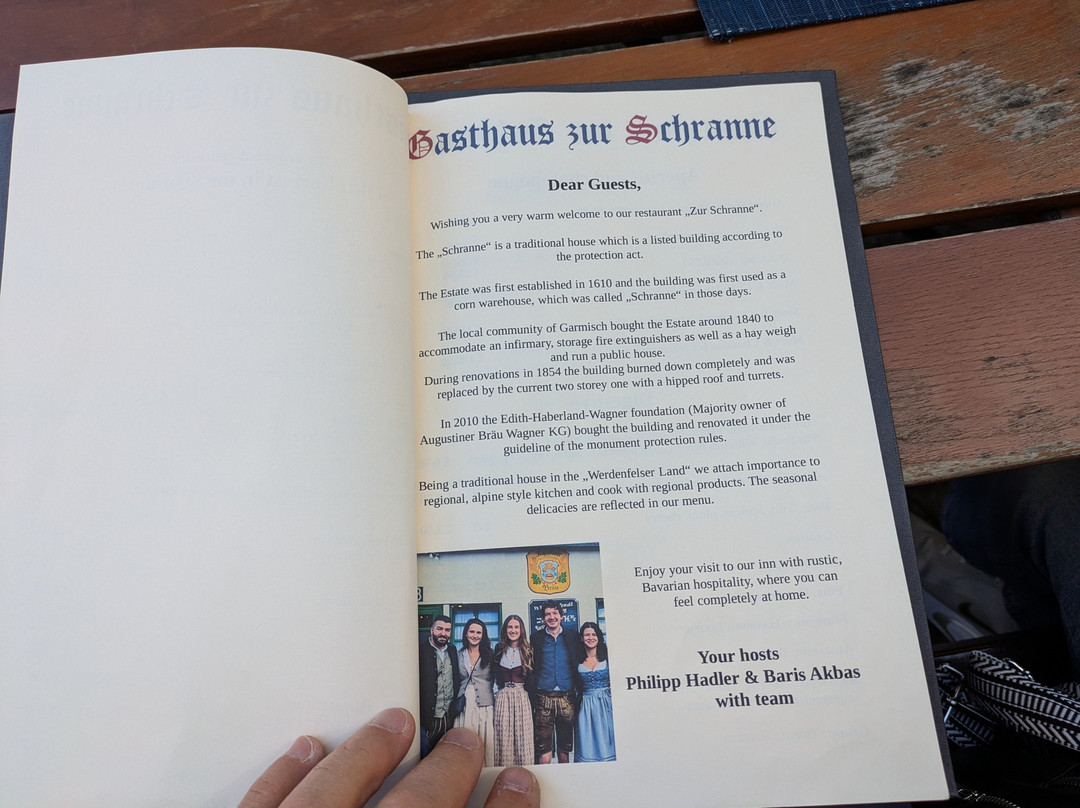 Gasthaus zur Schranne
Dear Guests,
Wishing you a very warm welcome to our restaurant „Zur Schranne“.
The „Schranne“ is a traditional house which is a listed building according to
the protection act.
The Estate was first established in 1610 and the building was first used as a
corn warehouse, which was called „Schranne“ in those days.
The local community of Garmisch bought the Estate around 1840 to
accommodate an infirmary, storage fire extinguishers as well as a hay weigh
and run a public house.
During renovations in 1854 the building burned down completely and was
replaced by the current two storey one with a hipped roof and turrets.
In 2010 the Edith-Haberland-Wagner foundation (Majority owner of
Augustiner Bräu Wagner KG) bought the building and renovated it under the
guideline of the monument protection rules.
Being a traditional house in the „Werdenfelser Land“ we attach importance to
regional, alpine style kitchen and cook with regional products. The seasonal
delicacies are reflected in our menu.
Enjoy your visit to our inn with rustic,
Bavarian hospitality, where you can
feel completely at home.
Your hosts
Philipp Hadler & Baris Akbas
with team